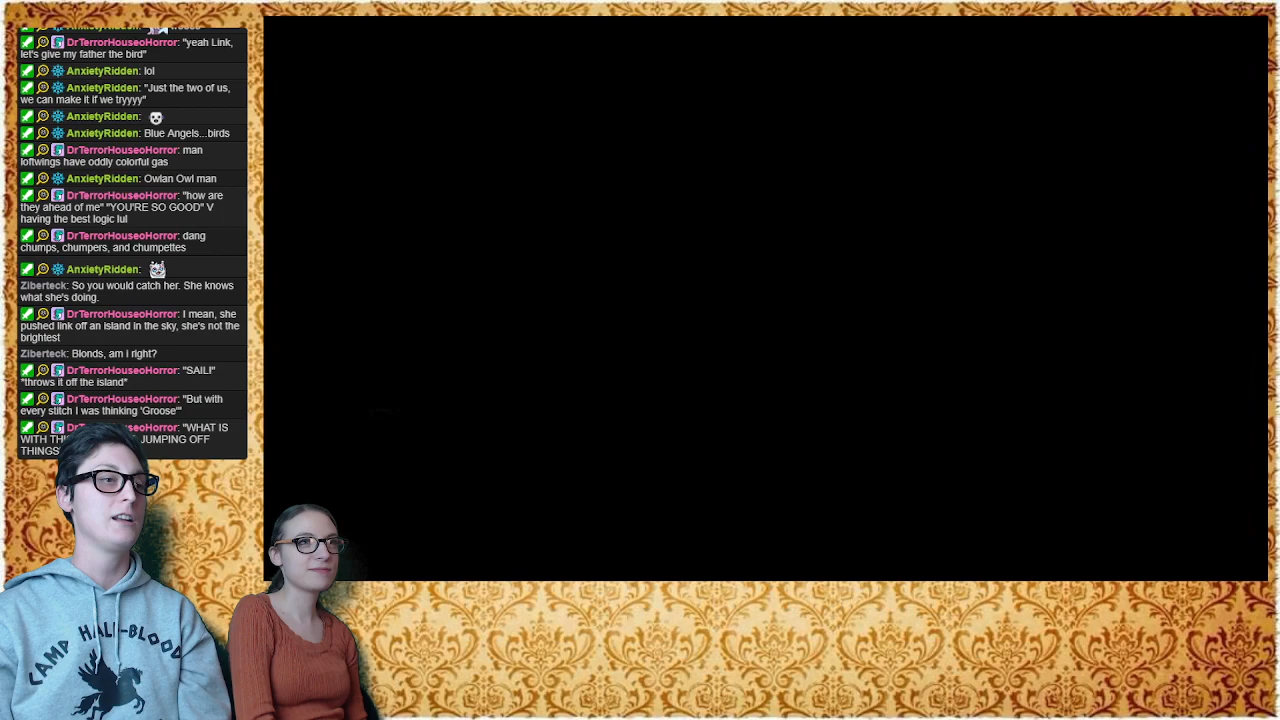 AnxietyRidden:
DrTerrorHouseoHorror: "yeah Link,
let's give my father the bird"
AnxietyRidden: lol
AnxietyRidden: "Just the two of us,
we can make it if we tryyyy"
AnxietyRidden:
AnxietyRidden: Blue Angels...birds
DrTerrorHouseoHorror: man
loftwings have oddly colorful gas
AnxietyRidden: Owlan Owl man
DrTerrorHouseoHorror: "how are
they ahead of me" "YOU'RE SO GOOD" V
having the best logic lul
DrTerrorHouseoHorror: dang
chumps, chumpers, and chumpettes
AnxietyRidden:
Ziberteck: So you would catch her. She knows
what she's doing.
DrTerrorHouseoHorror: I mean, she
pushed link off an island in the sky, she's not the
brightest
Ziberteck: Blonds, am i right?
DrTerrorHouseoHorror: "SAILI"
*throws it off the island*
DrTerrorHouseoHorror: "But with
every stitch I was thinking 'Groose'"
"WHAT IS
WITH JUMPING OFF
THINGS
CAMP HALF-BLOOD